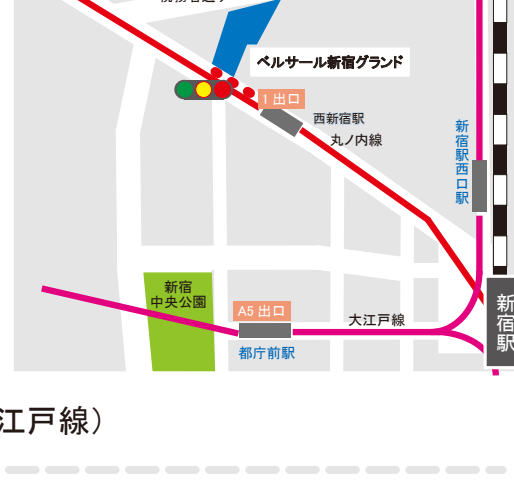 ベルサール新宿グランド
1 出口
西新宿駅
丸ノ内線
新宿駅西口駅
新宿
中央公園
A5 出口
大江戸線
都庁前駅
新宿駅
江戸線）